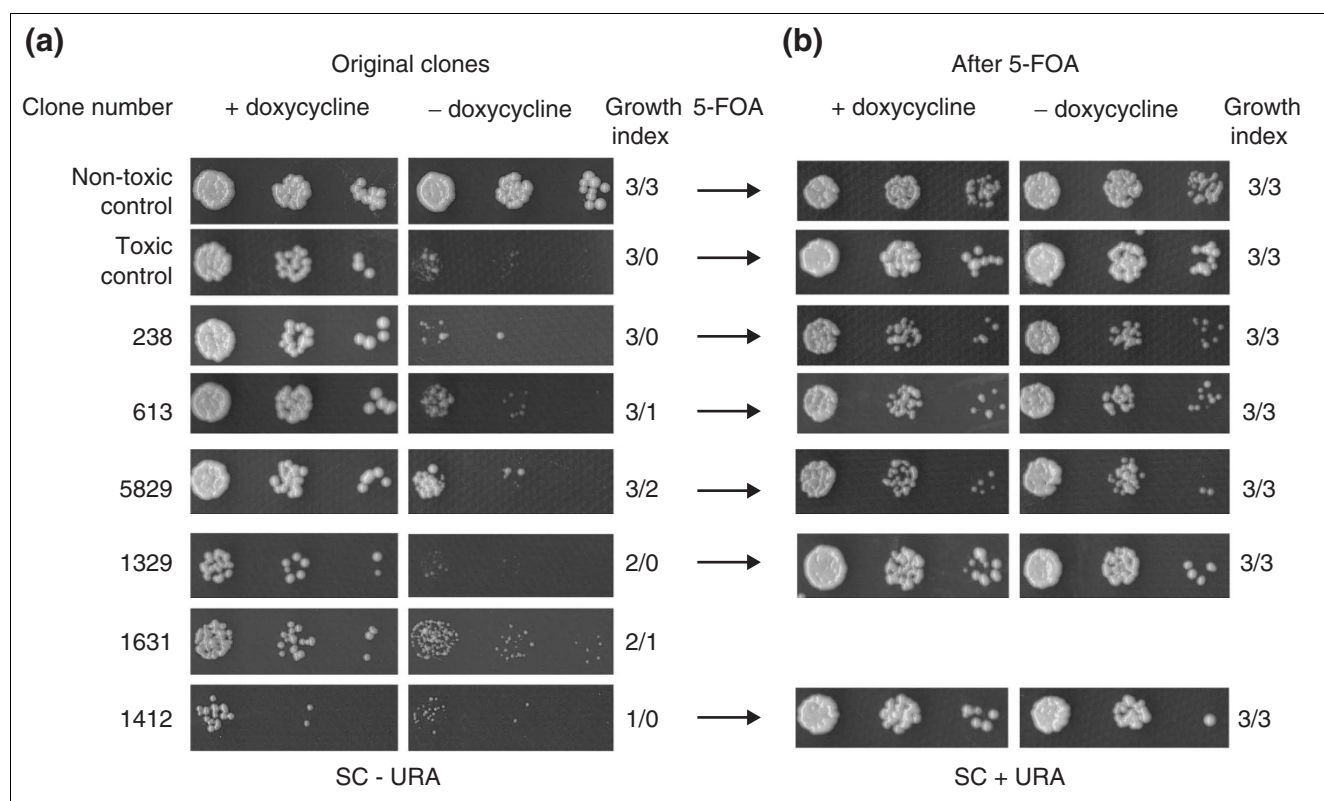 (a)
Original clones
Clone number + doxycycline – doxycycline Growth index 5-FOA
Non-toxic control 3/3
Toxic control 3/0
238 3/0
613 3/1
5829 3/2
1329 2/0
1631 2/1
1412 1/0
SC - URA
(b)
After 5-FOA
+ doxycycline – doxycycline Growth index
3/3
3/3
3/3
3/3
3/3
3/3
3/3
SC + URA